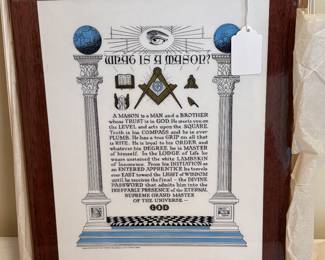 WHAT IS A MASON?
G
A MASON is a MAN and a BROTHER
whose TRUST is in GOD. He meets you on
the LEVEL and acts upon the SQUARE.
Truth is his COMPASS and he is ever
PLUMB. He has a true GRIP on all that
is RITE. He is loyal to his ORDER and
whatever his DEGREE he is MASTER
of himself. In the LODGE of Life he
wears unstained the white LAMBSKIN
of Innocence. From his INITIATION as
an ENTERED APPRENTICE he travels
ever EAST toward the LIGHT of WISDOM
until he receives the final – the DIVINE
PASSWORD that admits him into the
INEFFABLE PRESENCE of the ETERNAL
SUPREME GRAND MASTER
OF THE UNIVERSE –
GOD